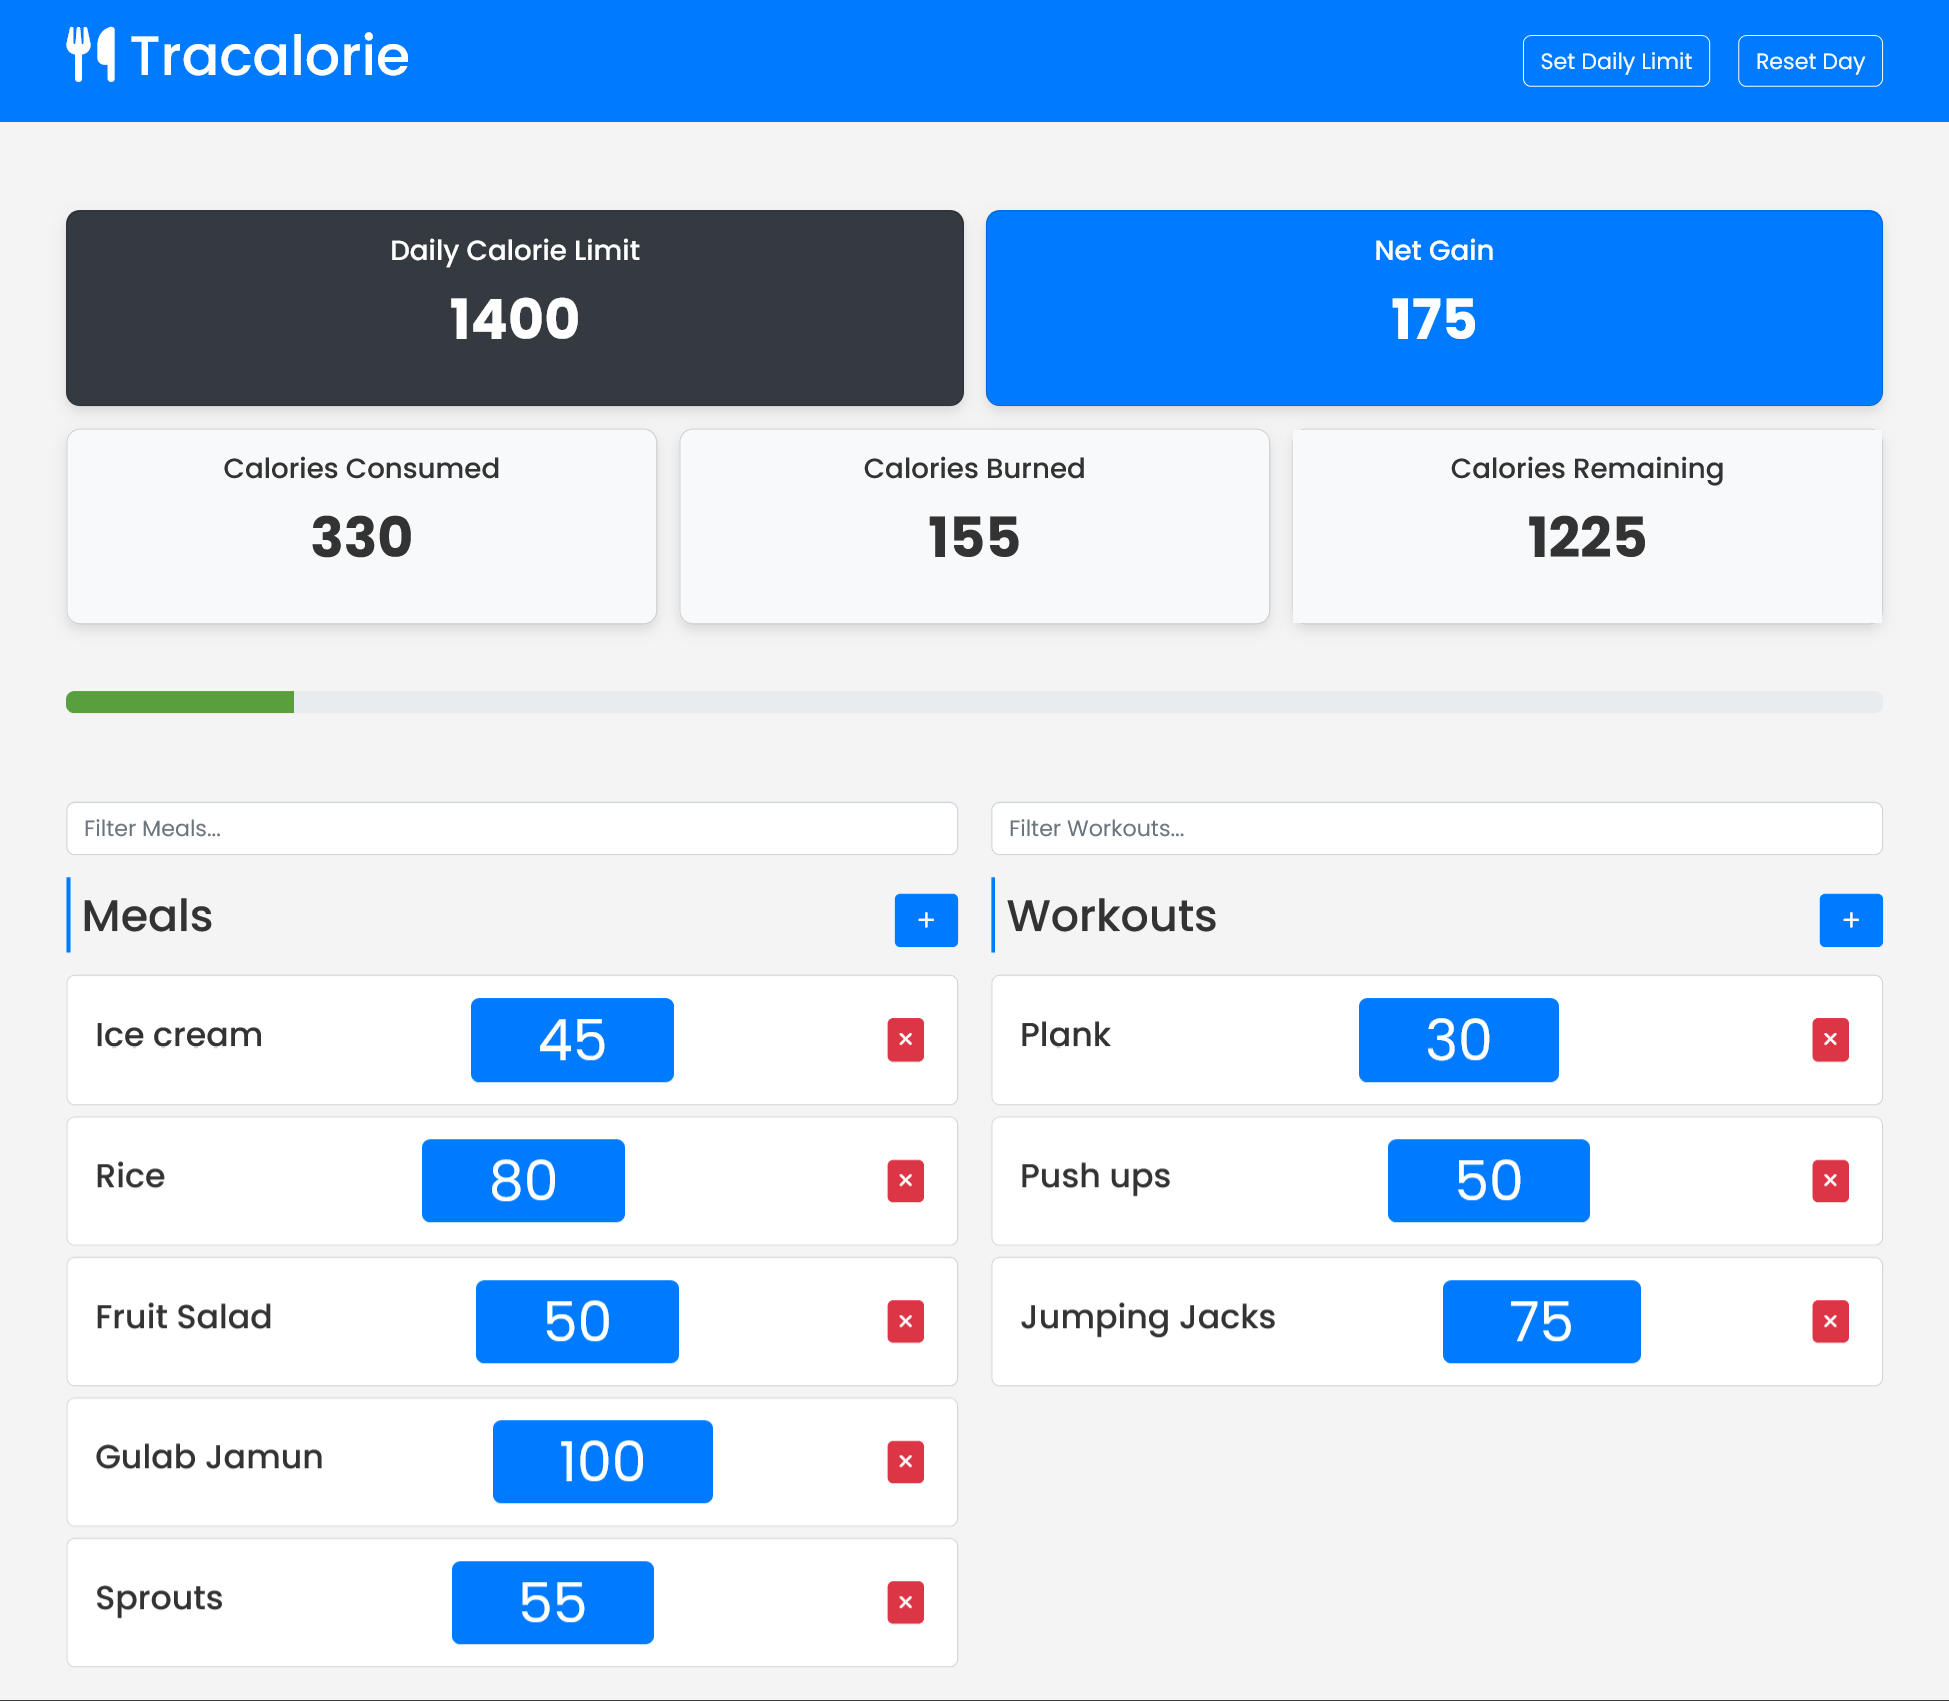 Tracalorie
Set Daily Limit
Reset Day
Daily Calorie Limit
1400
Net Gain
175
Calories Consumed
330
Calories Burned
155
Calories Remaining
1225
Filter Meals...
Filter Workouts...
Meals
+
Workouts
+
Ice cream 45
Rice 80
Fruit Salad 50
Gulab Jamun 100
Sprouts 55
Plank 30
Push ups 50
Jumping Jacks 75